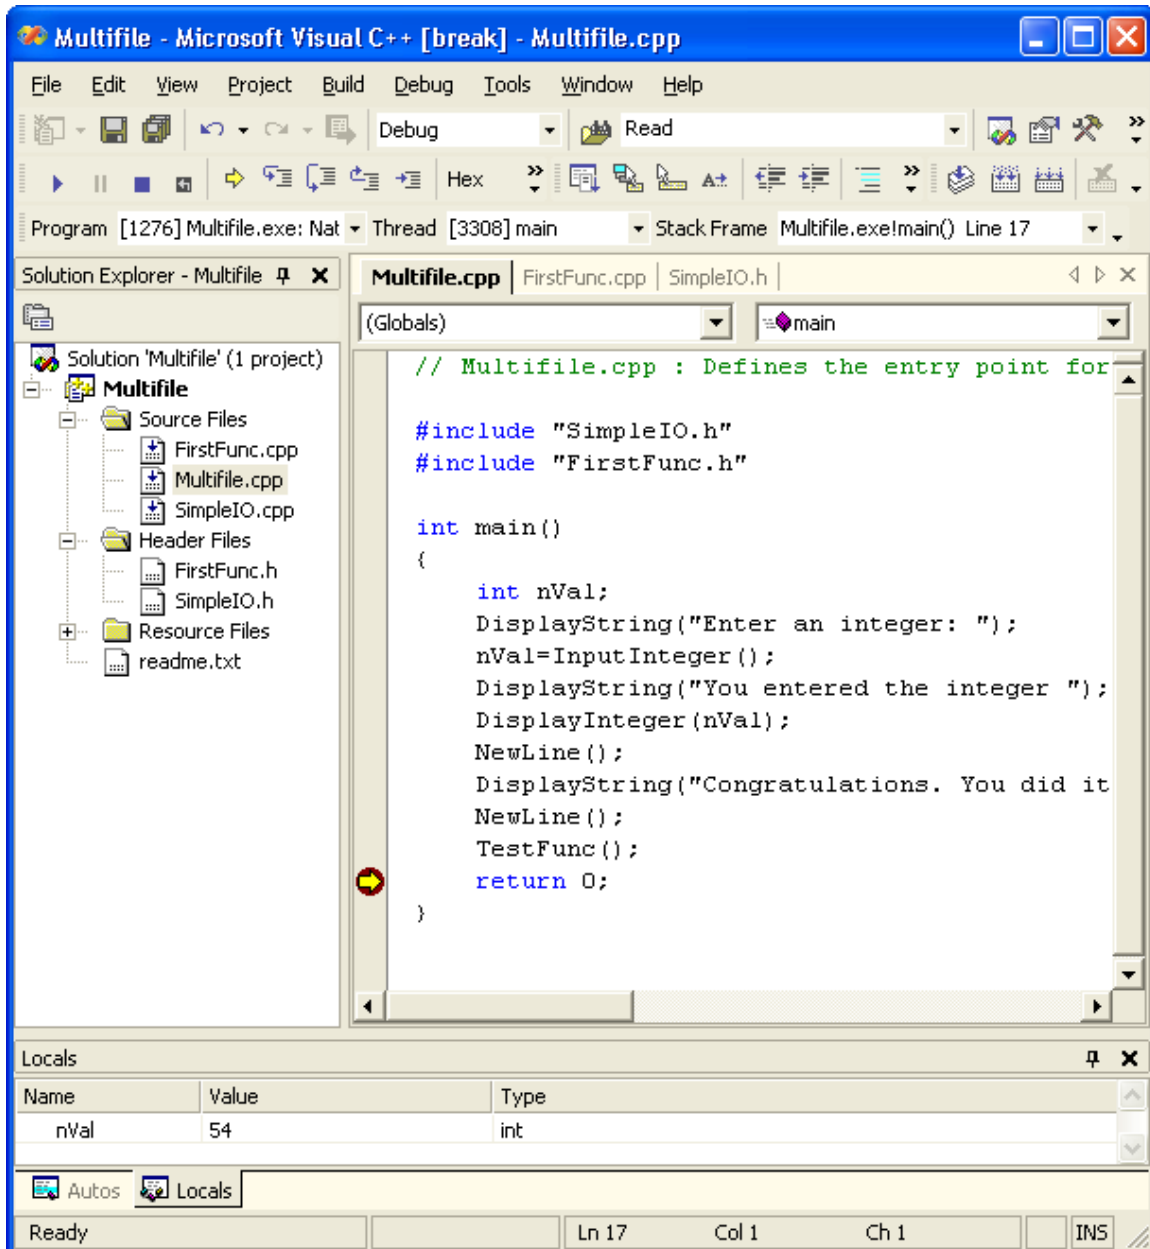 Multifile - Microsoft Visual C++ [break] - Multifile.cpp
File Edit View Project Build Debug Tools Window Help
Debug Read
Hex
Program [1276] Multifile.exe: Nat Thread [3308] main Stack Frame Multifile.exe!main() Line 17
Solution Explorer - Multifile
Solution 'Multifile' (1 project)
Multifile
Source Files
FirstFunc.cpp
Multifile.cpp
SimpleIO.cpp
Header Files
FirstFunc.h
SimpleIO.h
Resource Files
readme.txt
Multifile.cpp FirstFunc.cpp SimpleIO.h
(Globals) main
// Multifile.cpp : Defines the entry point for
#include "SimpleIO.h"
#include "FirstFunc.h"
int main()
{
int nVal;
DisplayString("Enter an integer: ");
nVal=InputInteger();
DisplayString("You entered the integer ");
DisplayInteger(nVal);
NewLine();
DisplayString("Congratulations. You did it
NewLine();
TestFunc();
return 0;
}
Locals
Name Value Type
nVal 54 int
Autos Locals
Ready Ln 17 Col 1 Ch 1 INS